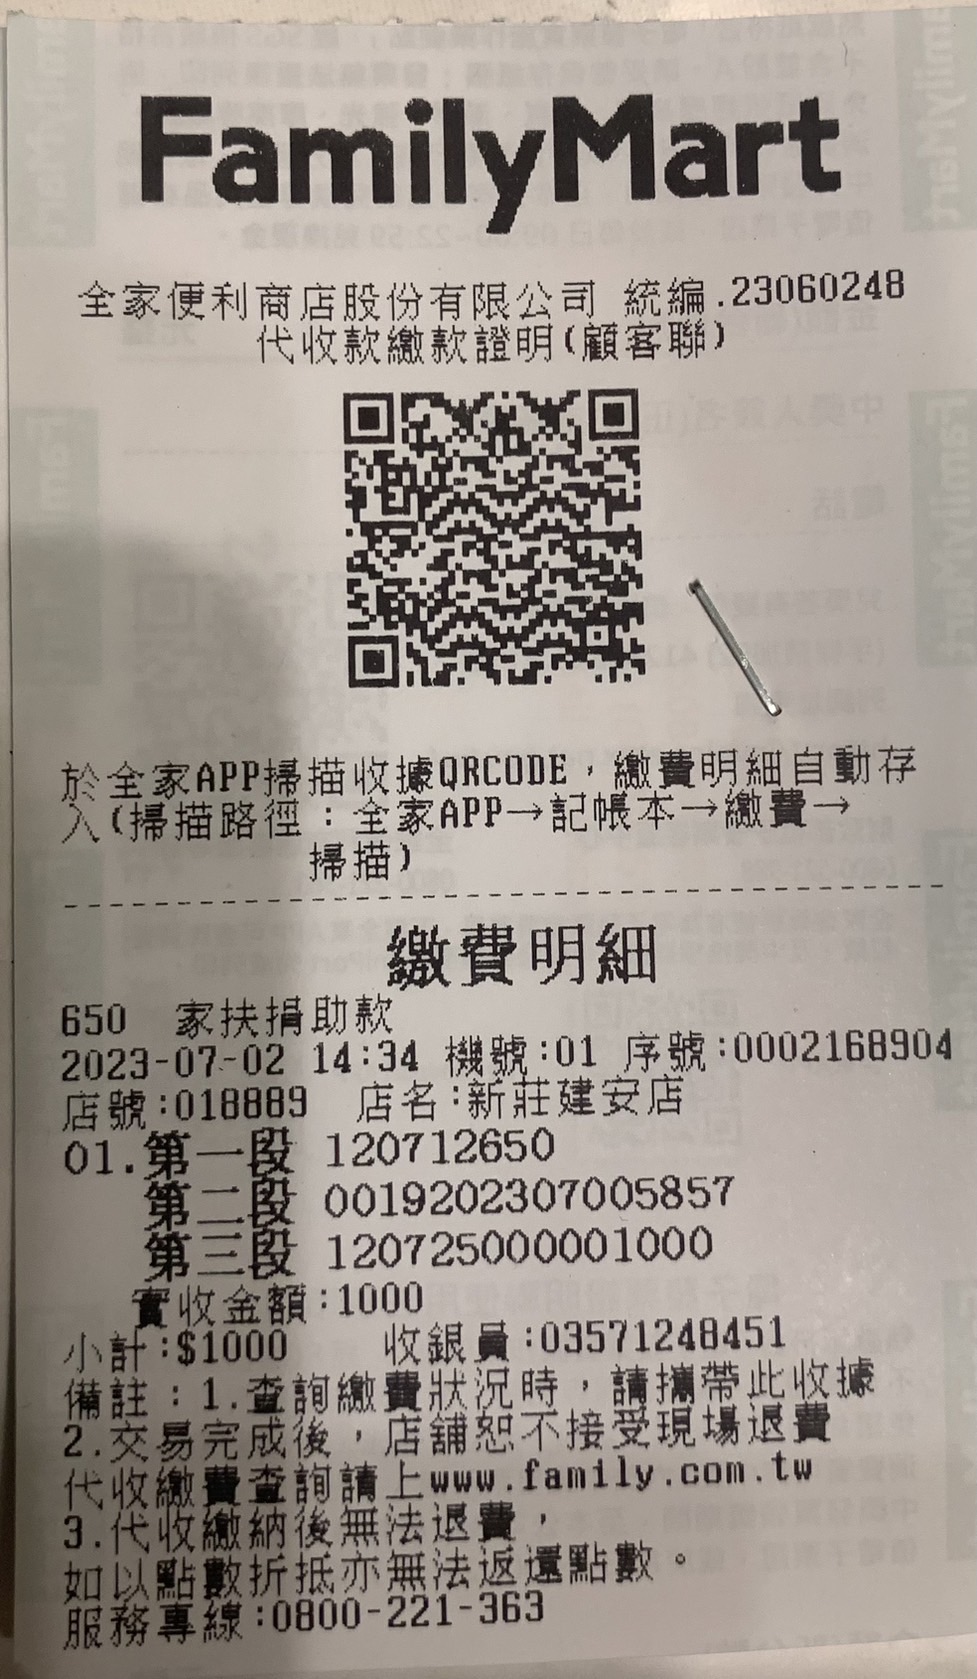 FamilyMart
全家便利商店股份有限公司 統編.23060248
代收款繳款證明(顧客聯)
於全家APP掃描收據QRCODE，繳費明細自動存
入(掃描路徑：全家APP→記帳本→繳費→
掃描)
繳費明細
650 家扶捐助款
2023-07-02 14:34 機號:01 序號:0002168904
店號:018889 店名:新莊建安店
01.第一段 120712650
第二段 0019202307005857
第三段 120725000001000
實收金額:1000
小計:$1000 收銀員:03571248451
備註：1.查詢繳費狀況時，請攜帶此收據
2.交易完成後，店舖恕不接受現場退費
代收繳費查詢請上www.family.com.tw
3.代收繳納後無法退費，
如以點數折抵亦無法返還點數。
服務專線:0800-221-363